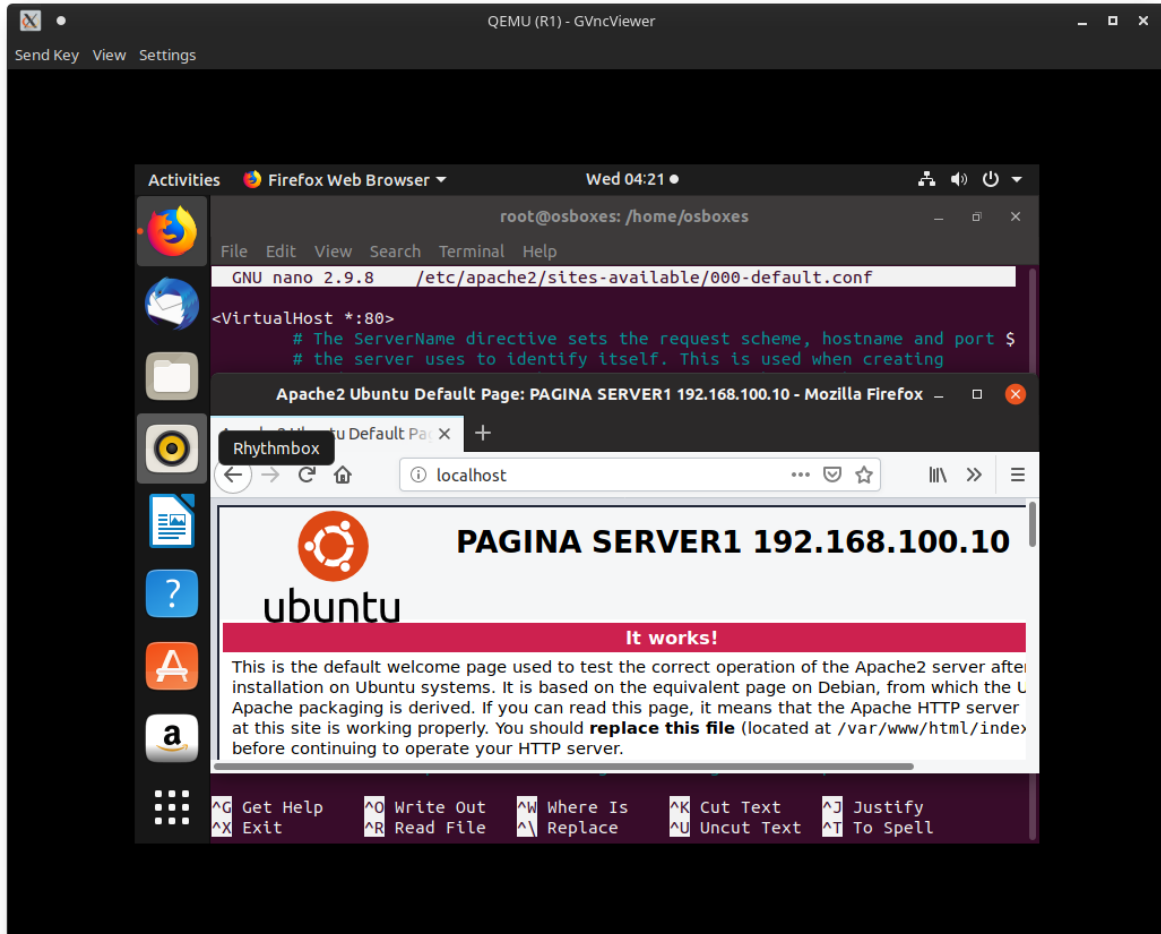 QEMU (R1) - GVncViewer
Send Key View Settings
Activities Firefox Web Browser Wed 04:21
root@osboxes: /home/osboxes
File Edit View Search Terminal Help
GNU nano 2.9.8 /etc/apache2/sites-available/000-default.conf
<VirtualHost *:80>
# The ServerName directive sets the request scheme, hostname and port $
# the server uses to identify itself. This is used when creating
Apache2 Ubuntu Default Page: PAGINA SERVER1 192.168.100.10 - Mozilla Firefox
Default Pa
Rhythmbox
localhost
PAGINA SERVER1 192.168.100.10
ubuntu
It works!
This is the default welcome page used to test the correct operation of the Apache2 server after
installation on Ubuntu systems. It is based on the equivalent page on Debian, from which the U
Apache packaging is derived. If you can read this page, it means that the Apache HTTP server
at this site is working properly. You should replace this file (located at /var/www/html/index
before continuing to operate your HTTP server.
^G Get Help ^O Write Out ^W Where Is ^K Cut Text ^J Justify
^X Exit ^R Read File ^\ Replace ^U Uncut Text ^T To Spell